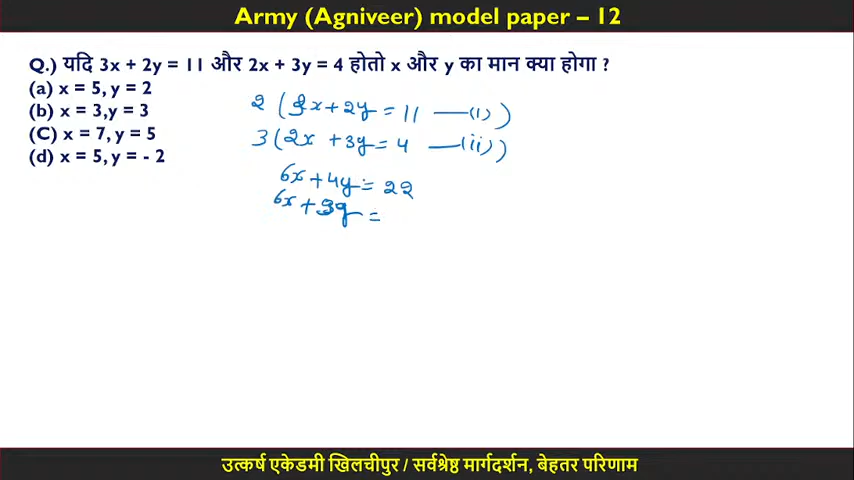 Army (Agniveer) model paper – 12
Q.) यदि 3x + 2y = 11 और 2x + 3y = 4 होतो x और y का मान क्या होगा ?
(a) x = 5, y = 2
(b) x = 3,y = 3
(C) x = 7, y = 5
(d) x = 5, y = - 2
2 ( 3x + 2y = 11 —(i) )
3 ( 2x + 3y = 4 —(ii) )
6x + 4y = 22
6x + 9y =
उत्कर्ष एकेडमी खिलचीपुर / सर्वश्रेष्ठ मार्गदर्शन, बेहतर परिणाम